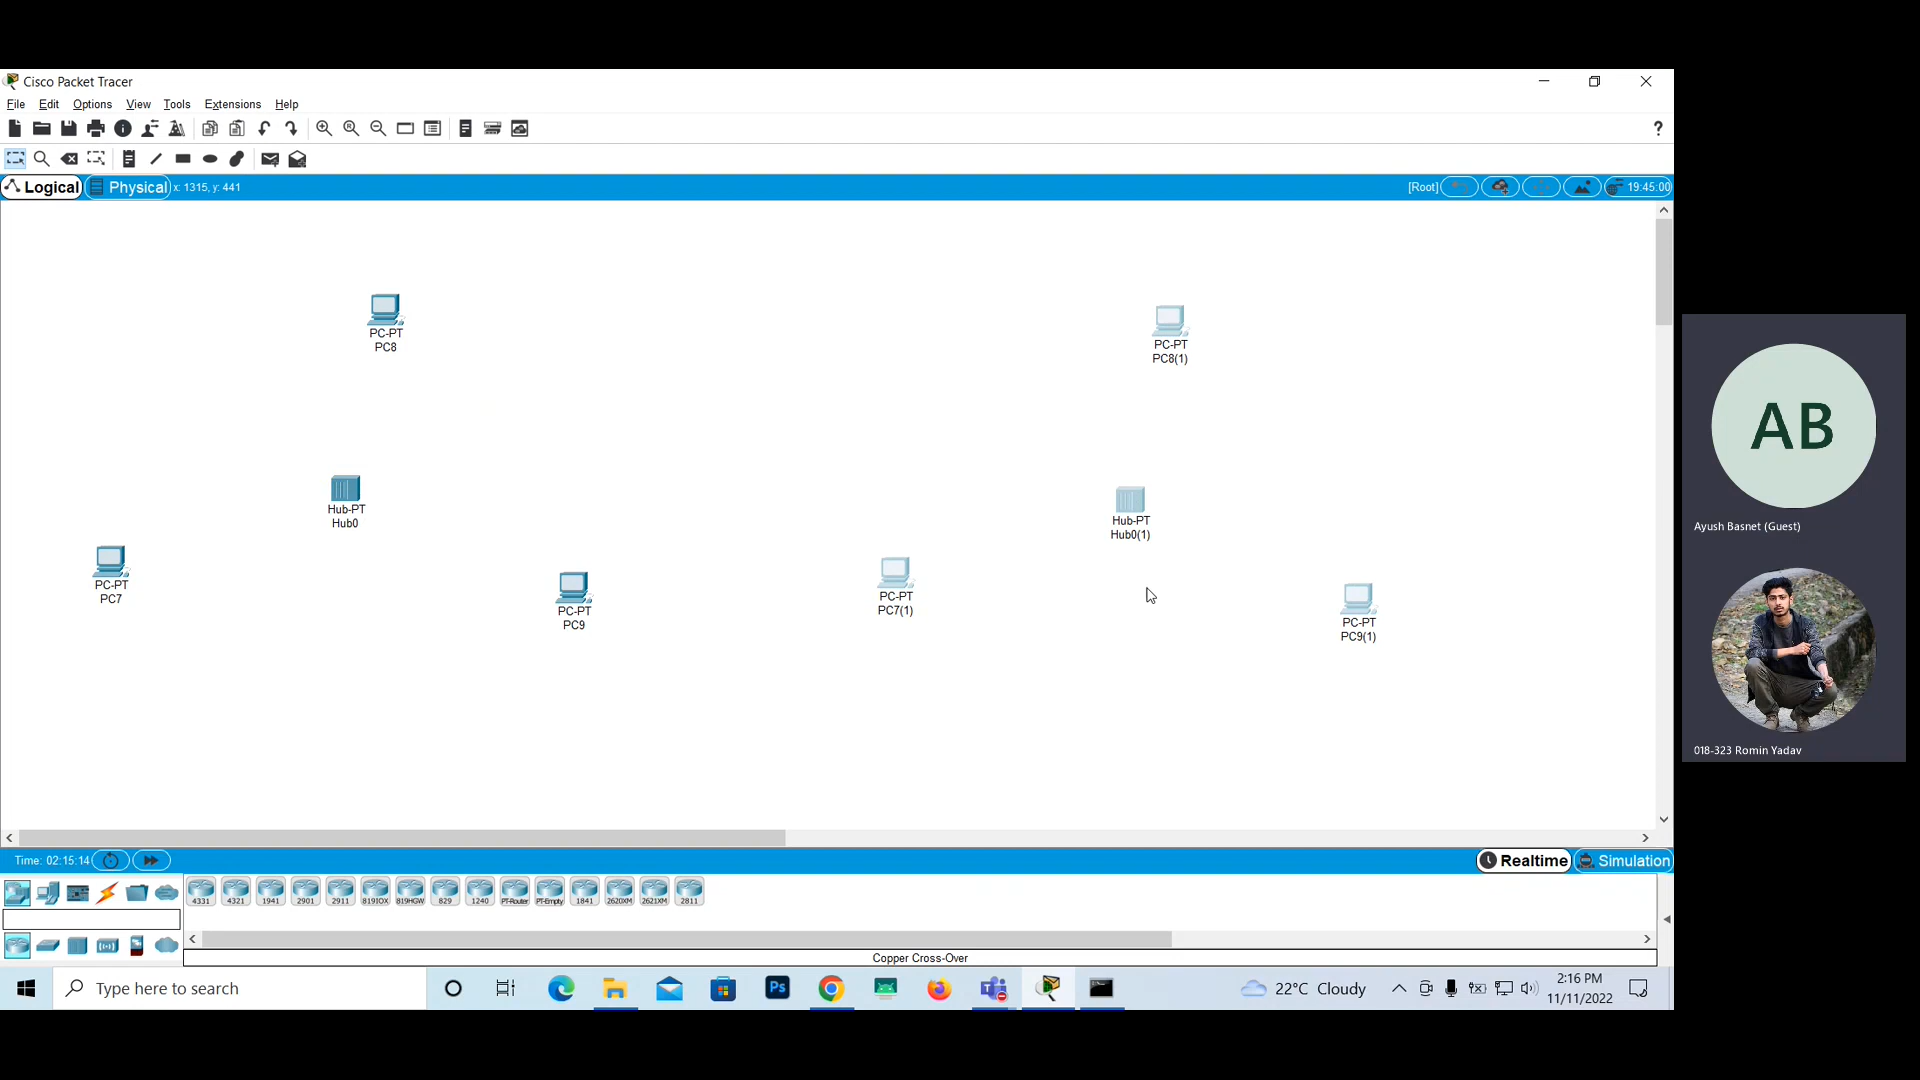 Cisco Packet Tracer
File Edit Options View Tools Extensions Help
?
Logical Physical x: 1315, y: 441 [Root] 19:45:00
PC-PT
PC8
PC-PT
PC8(1)
Hub-PT
Hub0
Hub-PT
Hub0(1)
PC-PT
PC7
PC-PT
PC9
PC-PT
PC7(1)
PC-PT
PC9(1)
AB
Ayush Basnet (Guest)
018-323 Romin Yadav
Time: 02:15:14 Realtime Simulation
4331 4321 1941 2901 2911 819IOX 819HGW 829 1240 PT-Router PT-Empty 1841 2620XM 2621XM 2811
Copper Cross-Over
Type here to search
Ps
22°C Cloudy
2:16 PM
11/11/2022